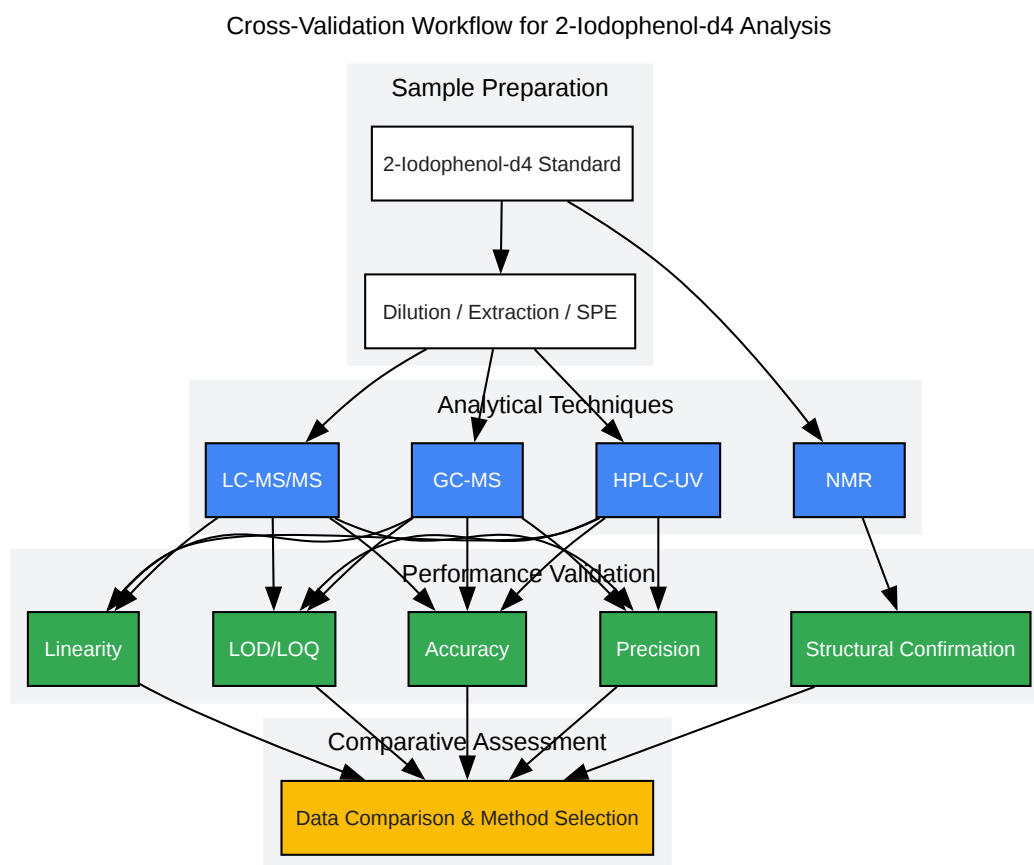 Cross-Validation Workflow for 2-Iodophenol-d4 Analysis
Sample Preparation
2-Iodophenol-d4 Standard
Dilution / Extraction / SPE
Analytical Techniques
LC-MS/MS
GC-MS
HPLC-UV
NMR
Performance Validation
Linearity
LOD/LOQ
Accuracy
Precision
Structural Confirmation
Comparative Assessment
Data Comparison & Method Selection